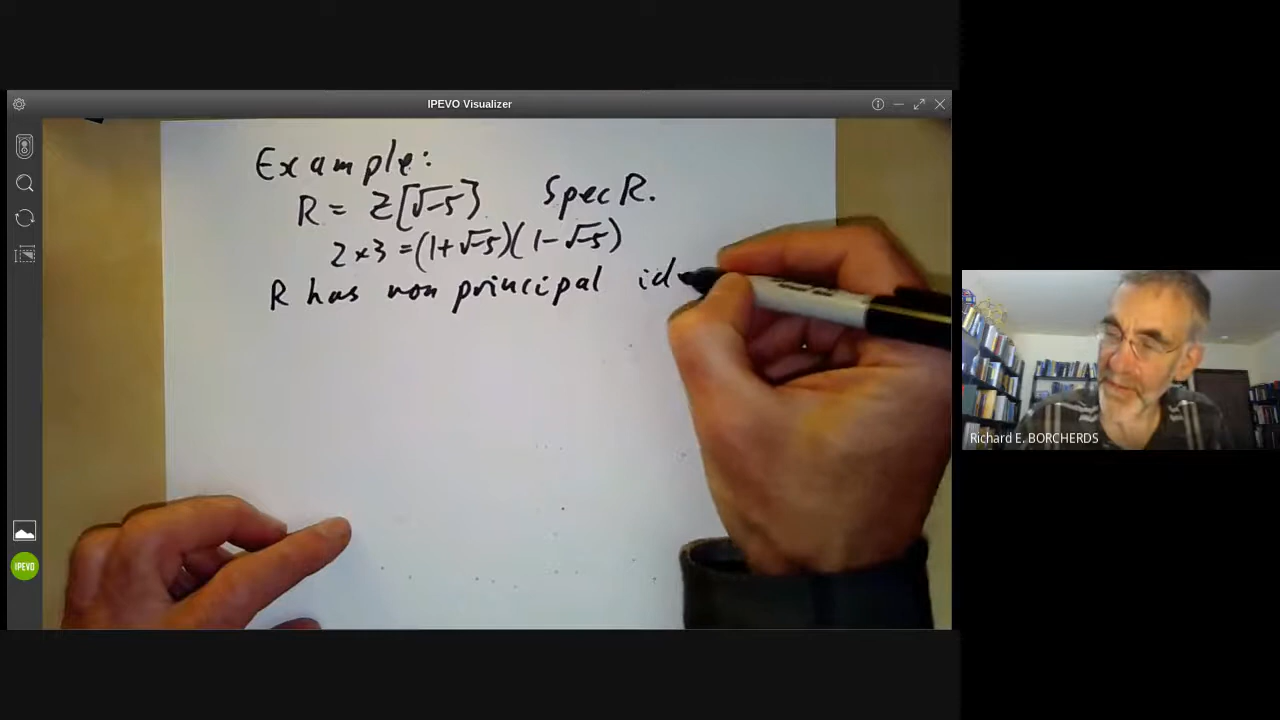 IPEVO Visualizer
Example:
R = Z[√-5] Spec R.
2×3 = (1+√-5)(1-√-5)
R has non principal id
Richard E. BORCHERDS
IPEVO